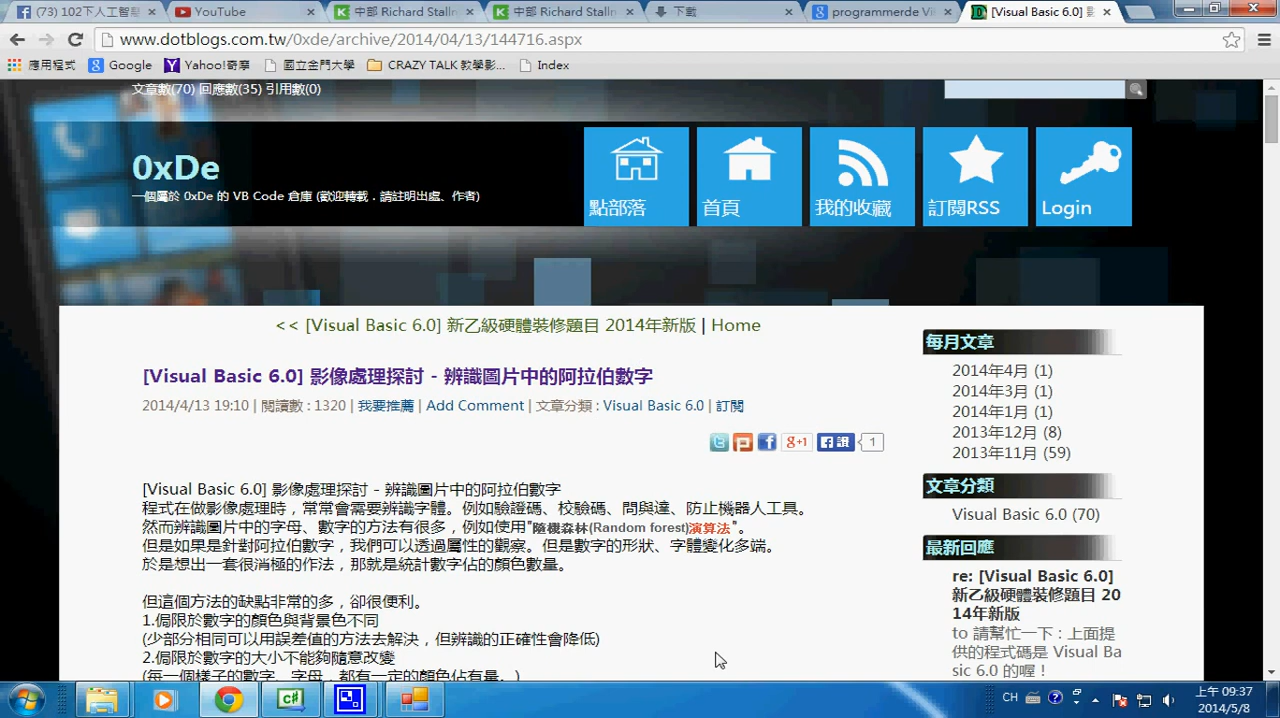 (73) 102下人工智慧
YouTube
中部 Richard Stalln
中部 Richard Stalln
下載
programmerde Vi
[Visual Basic 6.0] 影
www.dotblogs.com.tw/0xde/archive/2014/04/13/144716.aspx
應用程式
Google
Yahoo!奇摩
國立金門大學
CRAZY TALK 教學影...
Index
文章數(70) 回應數(35) 引用數(0)
0xDe
一個屬於 0xDe 的 VB Code 倉庫 (歡迎轉載．請註明出處、作者)
點部落
首頁
我的收藏
訂閱RSS
Login
<< [Visual Basic 6.0] 新乙級硬體裝修題目 2014年新版 | Home
[Visual Basic 6.0] 影像處理探討 - 辨識圖片中的阿拉伯數字
2014/4/13 19:10 | 閱讀數 : 1320 | 我要推薦 | Add Comment | 文章分類 : Visual Basic 6.0 | 訂閱
g+1
讚
1
[Visual Basic 6.0] 影像處理探討 - 辨識圖片中的阿拉伯數字
程式在做影像處理時，常常會需要辨識字體。例如驗證碼、校驗碼、問與達、防止機器人工具。
然而辨識圖片中的字母、數字的方法有很多，例如使用"隨機森林(Random forest)演算法"。
但是如果是針對阿拉伯數字，我們可以透過屬性的觀察。但是數字的形狀、字體變化多端。
於是想出一套很消極的作法，那就是統計數字佔的顏色數量。
但這個方法的缺點非常的多，卻很便利。
1.侷限於數字的顏色與背景色不同
(少部分相同可以用誤差值的方法去解決，但辨識的正確性會降低)
2.侷限於數字的大小不能夠隨意改變
(每一個樣子的數字、字母，都有一定的顏色佔有量。)
每月文章
2014年4月 (1)
2014年3月 (1)
2014年1月 (1)
2013年12月 (8)
2013年11月 (59)
文章分類
Visual Basic 6.0 (70)
最新回應
re: [Visual Basic 6.0]
新乙級硬體裝修題目 20
14年新版
to 請幫忙一下 : 上面提
供的程式碼是 Visual Ba
sic 6.0 的喔！
CH
上午 09:37
2014/5/8